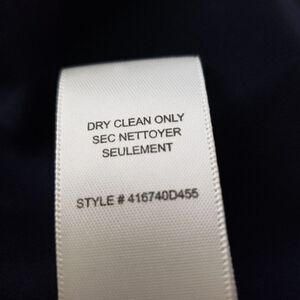 DRY CLEAN ONLY
SEC NETTOYER
SEULEMENT
STYLE # 416740D455